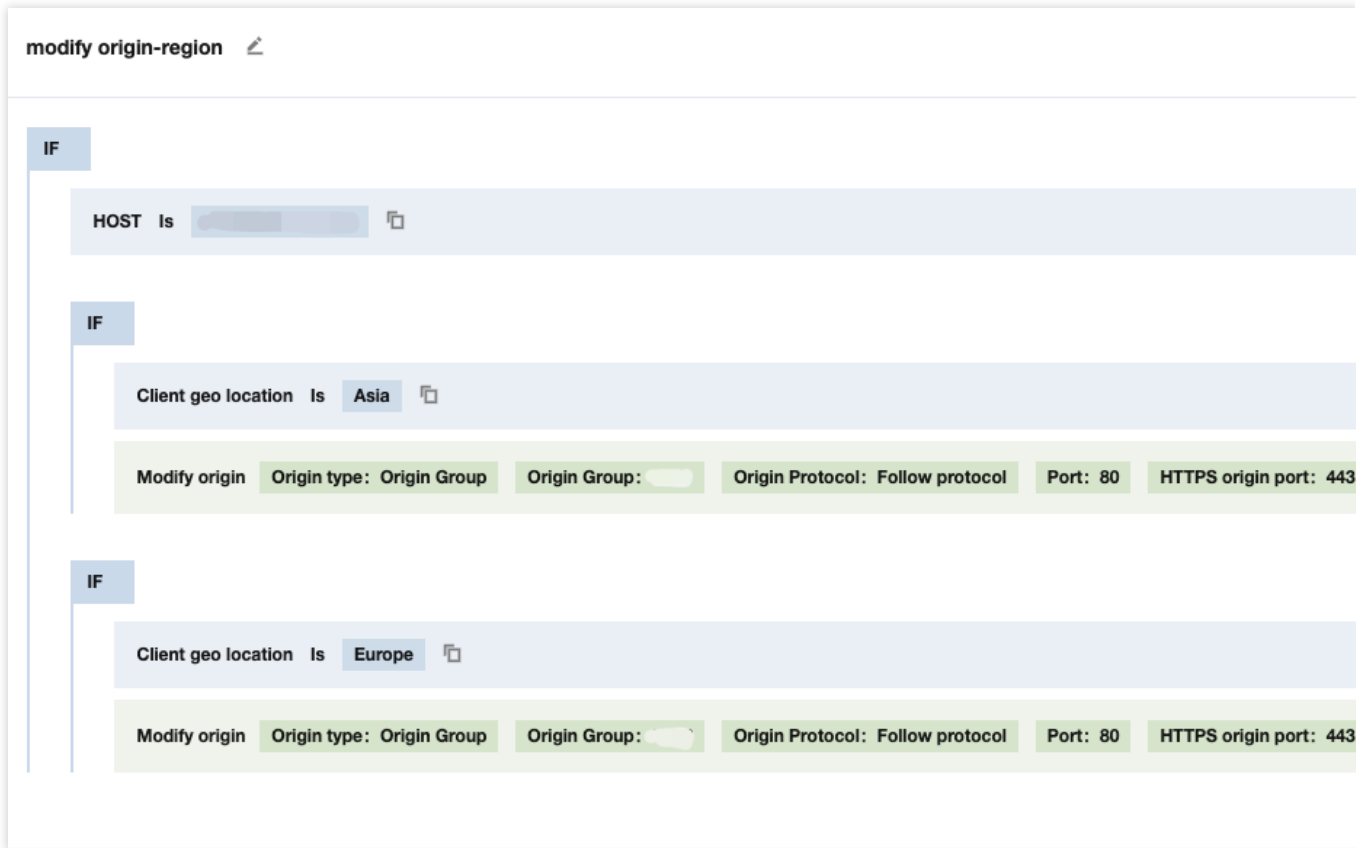 modify origin-region
IF
HOST Is
IF
Client geo location Is Asia
Modify origin Origin type: Origin Group Origin Group: Origin Protocol: Follow protocol Port: 80 HTTPS origin port: 443
IF
Client geo location Is Europe
Modify origin Origin type: Origin Group Origin Group: Origin Protocol: Follow protocol Port: 80 HTTPS origin port: 443